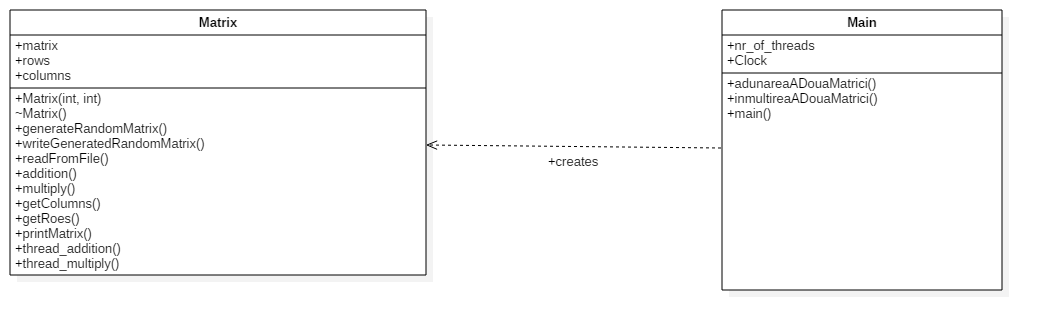 Matrix
+matrix
+rows
+columns
+Matrix(int, int)
~Matrix()
+generateRandomMatrix()
+writeGeneratedRandomMatrix()
+readFromFile()
+addition()
+multiply()
+getColumns()
+getRoes()
+printMatrix()
+thread_addition()
+thread_multiply()
+creates
Main
+nr_of_threads
+Clock
+adunareaADouaMatrici()
+inmultireaADouaMatrici()
+main()